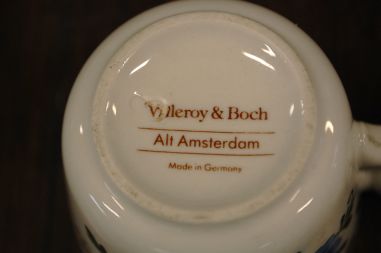 Villeroy & Boch
Alt Amsterdam
Made in Germany